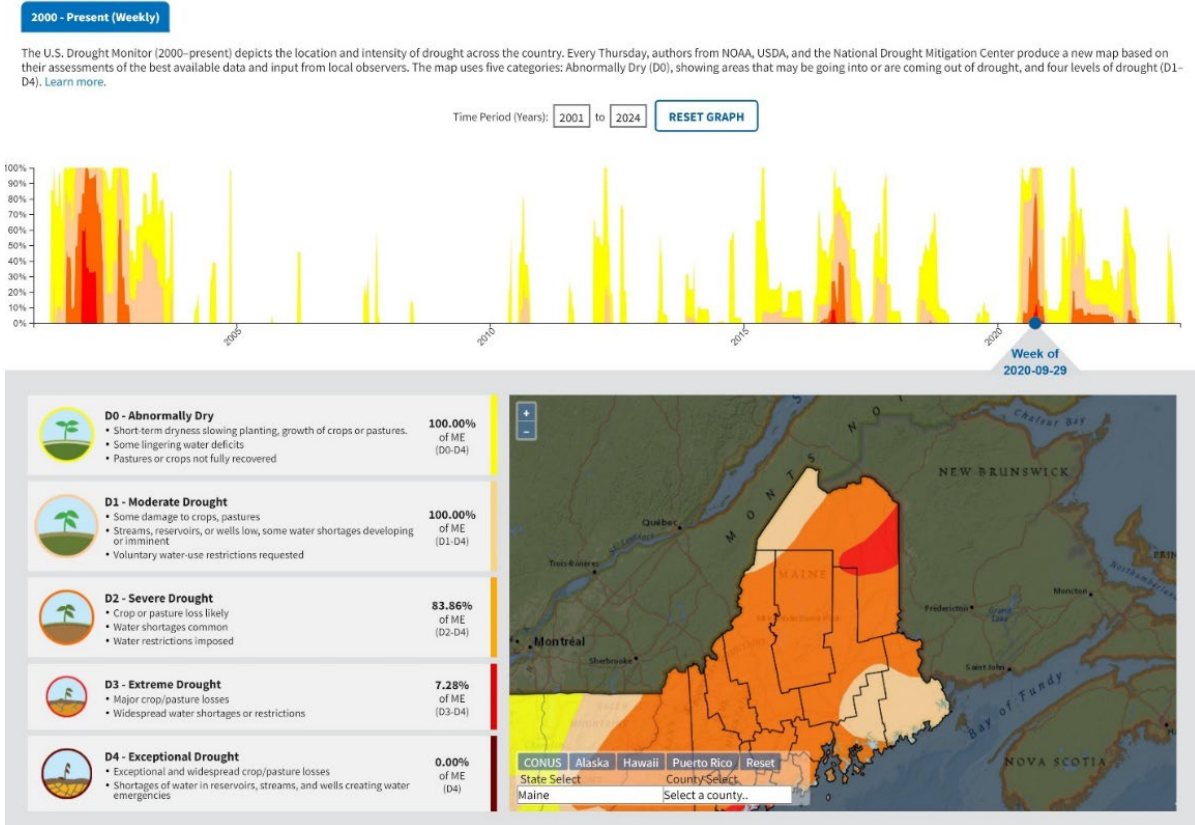 2000 - Present (Weekly)
The U.S. Drought Monitor (2000–present) depicts the location and intensity of drought across the country. Every Thursday, authors from NOAA, USDA, and the National Drought Mitigation Center produce a new map based on
their assessments of the best available data and input from local observers. The map uses five categories: Abnormally Dry (D0), showing areas that may be going into or are coming out of drought, and four levels of drought (D1–
D4). Learn more.
Time Period (Years): 2001 to 2024 RESET GRAPH
100%
90%
80%
70%
60%
50%
40%
30%
20%
10%
0%
2005
2010
2015
2020
Week of
2020-09-29
D0 - Abnormally Dry
• Short-term dryness slowing planting, growth of crops or pastures.
• Some lingering water deficits
• Pastures or crops not fully recovered
100.00%
of ME
(D0-D4)
D1 - Moderate Drought
• Some damage to crops, pastures
• Streams, reservoirs, or wells low, some water shortages developing
or imminent
• Voluntary water-use restrictions requested
100.00%
of ME
(D1-D4)
D2 - Severe Drought
• Crop or pasture loss likely
• Water shortages common
• Water restrictions imposed
83.86%
of ME
(D2-D4)
D3 - Extreme Drought
• Major crop/pasture losses
• Widespread water shortages or restrictions
7.28%
of ME
(D3-D4)
D4 - Exceptional Drought
• Exceptional and widespread crop/pasture losses
• Shortages of water in reservoirs, streams, and wells creating water
emergencies
0.00%
of ME
(D4)
+
−
Chaleur Bay
MONTS NO
NEW BRUNSWICK
Québec
Trois-Rivières
MAINE
Moncton
Northumberland
Fredericton
Grand
Lake
Montréal
Sherbrooke
Saint John
Bay of Fundy
NOVA SCOTIA
CONUS Alaska Hawaii Puerto Rico Reset
State Select County Select
Maine Select a county..